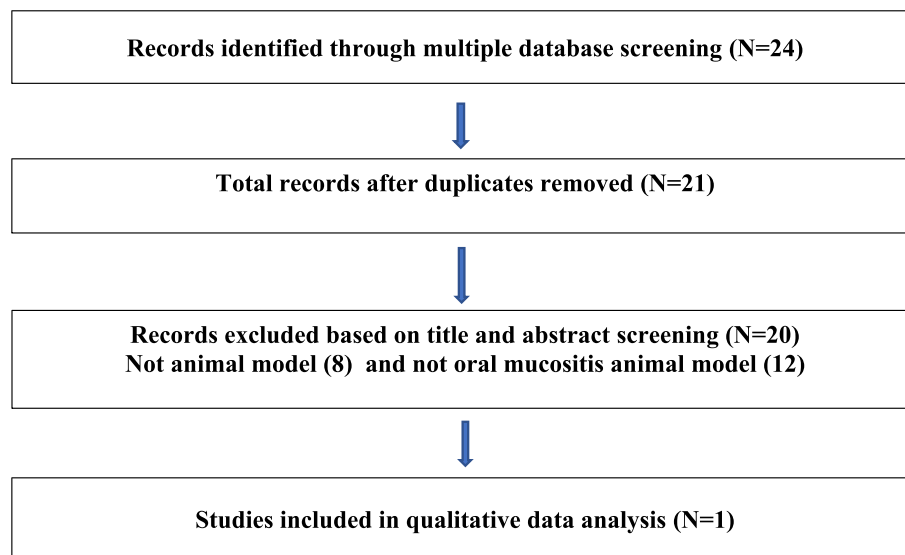 Records identified through multiple database screening (N=24)
Total records after duplicates removed (N=21)
Records excluded based on title and abstract screening (N=20)
Not animal model (8) and not oral mucositis animal model (12)
Studies included in qualitative data analysis (N=1)